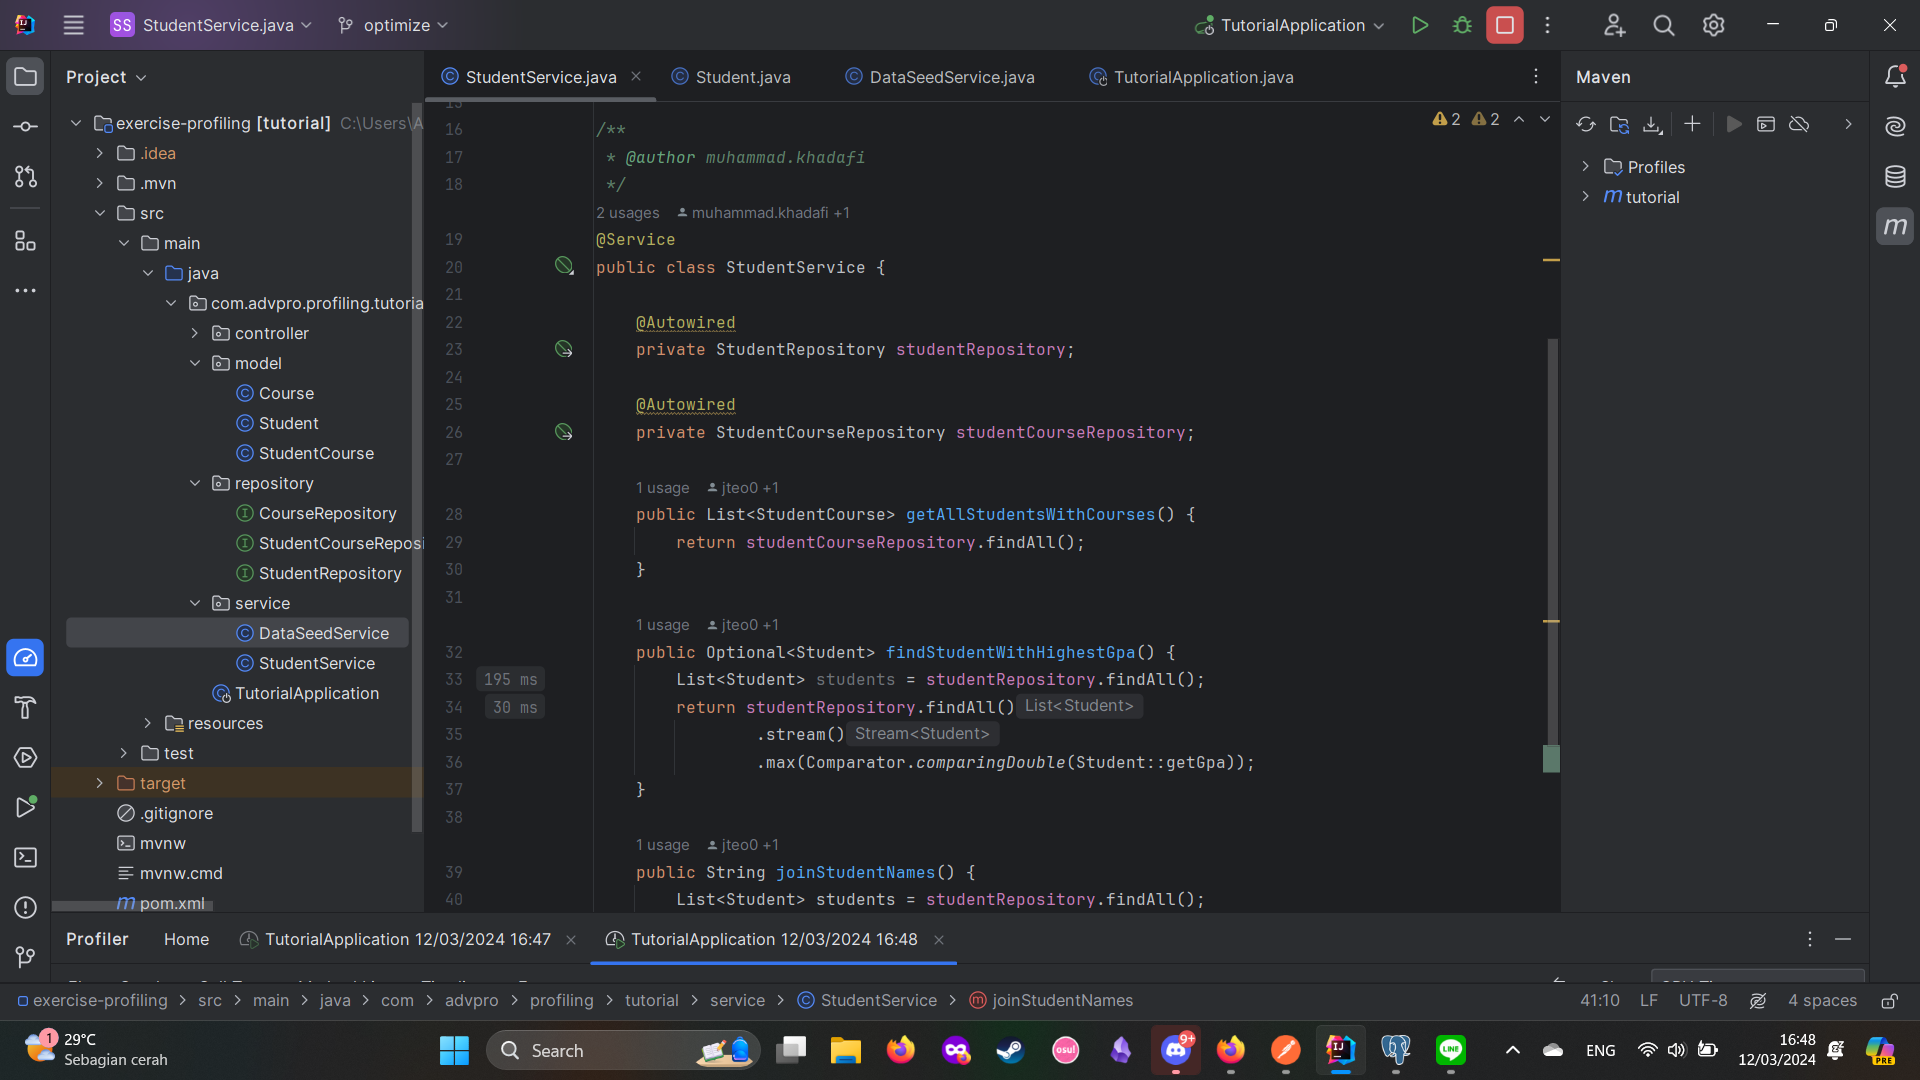 SS StudentService.java optimize TutorialApplication
Project
StudentService.java Student.java DataSeedService.java TutorialApplication.java
Maven
exercise-profiling [tutorial] C:\Users\A
.idea
.mvn
src
main
java
com.advpro.profiling.tutoria
controller
model
Course
Student
StudentCourse
repository
CourseRepository
StudentCourseReposi
StudentRepository
service
DataSeedService
StudentService
TutorialApplication
resources
test
target
.gitignore
mvnw
mvnw.cmd
pom.xml
2 2
15
16 /**
17 * @author muhammad.khadafi
18 */
2 usages muhammad.khadafi +1
19 @Service
20 public class StudentService {
21
22 @Autowired
23 private StudentRepository studentRepository;
24
25 @Autowired
26 private StudentCourseRepository studentCourseRepository;
27
1 usage jteo0 +1
28 public List<StudentCourse> getAllStudentsWithCourses() {
29 return studentCourseRepository.findAll();
30 }
31
1 usage jteo0 +1
32 public Optional<Student> findStudentWithHighestGpa() {
33 195 ms List<Student> students = studentRepository.findAll();
34 30 ms return studentRepository.findAll() List<Student>
35 .stream() Stream<Student>
36 .max(Comparator.comparingDouble(Student::getGpa));
37 }
38
1 usage jteo0 +1
39 public String joinStudentNames() {
40 List<Student> students = studentRepository.findAll();
Profiles
m tutorial
m
Profiler Home TutorialApplication 12/03/2024 16:47 TutorialApplication 12/03/2024 16:48
exercise-profiling > src > main > java > com > advpro > profiling > tutorial > service > StudentService > joinStudentNames
41:10 LF UTF-8 4 spaces
1 29°C
Sebagian cerah
Search
osu!
9+
LINE
ENG
16:48
12/03/2024
PRE